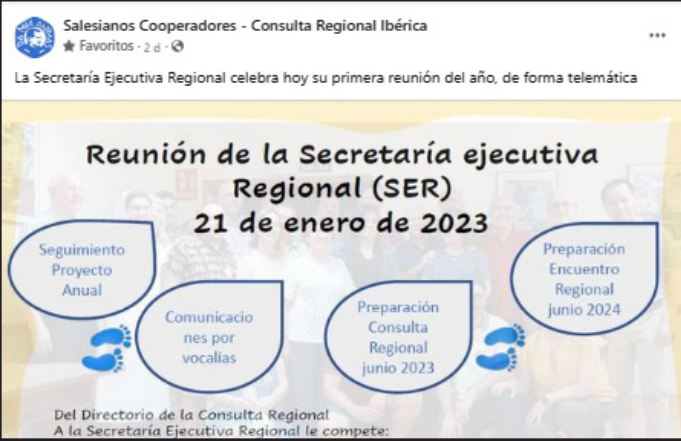 Salesianos Cooperadores - Consulta Regional Ibérica
Favoritos · 2 d ·
La Secretaría Ejecutiva Regional celebra hoy su primera reunión del año, de forma telemática
Reunión de la Secretaría ejecutiva
Regional (SER)
21 de enero de 2023
Seguimiento
Proyecto
Anual
Comunicacio
nes por
vocalías
Preparación
Consulta
Regional
junio 2023
Preparación
Encuentro
Regional
junio 2024
Del Directorio de la Consulta Regional
A la Secretaría Ejecutiva Regional le compete: